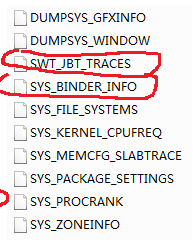 DUMPSYS_GFXINFO
DUMPSYS_WINDOW
SWT_JBT_TRACES
SYS_BINDER_INFO
SYS_FILE_SYSTEMS
SYS_KERNEL_CPUFREQ
SYS_MEMCFG_SLABTRACE
SYS_PACKAGE_SETTINGS
SYS_PROCRANK
SYS_ZONEINFO